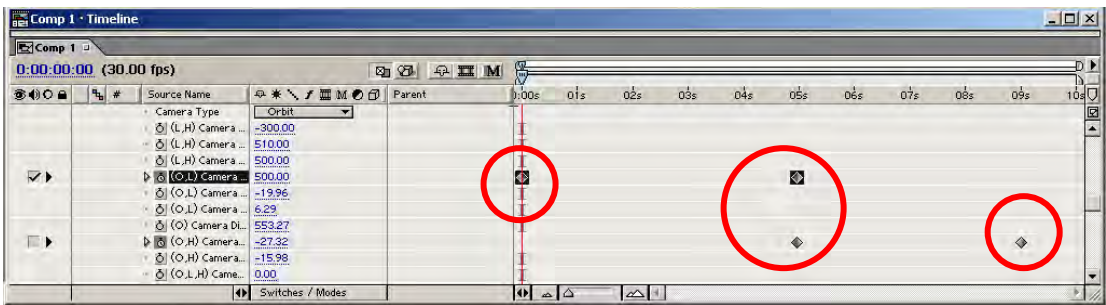 Comp 1 · Timeline
Comp 1
0:00:00:00 (30.00 fps)
M
# Source Name M Parent 0:00s 01s 02s 03s 04s 05s 06s 07s 08s 09s 10s
Camera Type Orbit
(L,H) Camera ... -300.00
(L,H) Camera ... 510.00
(L,H) Camera ... 500.00
(O,L) Camera ... 500.00
(O,L) Camera ... -19.96
(O,L) Camera ... 6.29
(O) Camera Di... 553.27
(O,H) Camera... -27.32
(O,H) Camera... -15.98
(O,L,H) Came... 0.00
Switches / Modes